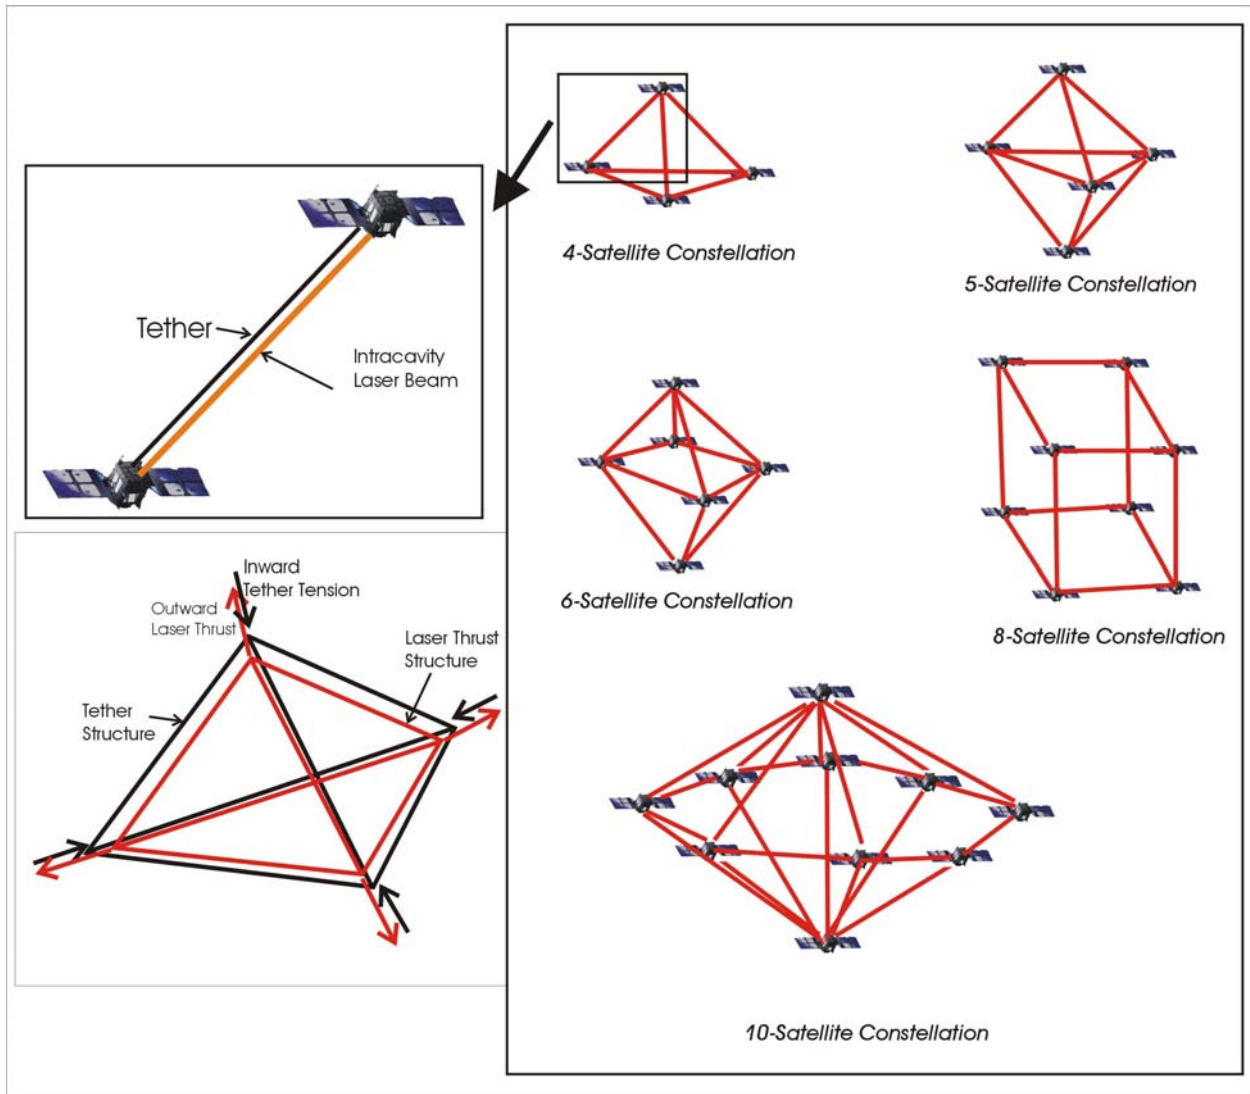 Tether
Intracavity
Laser Beam
Inward
Tether Tension
Outward
Laser Thrust
Laser Thrust
Structure
Tether
Structure
4-Satellite Constellation
5-Satellite Constellation
6-Satellite Constellation
8-Satellite Constellation
10-Satellite Constellation